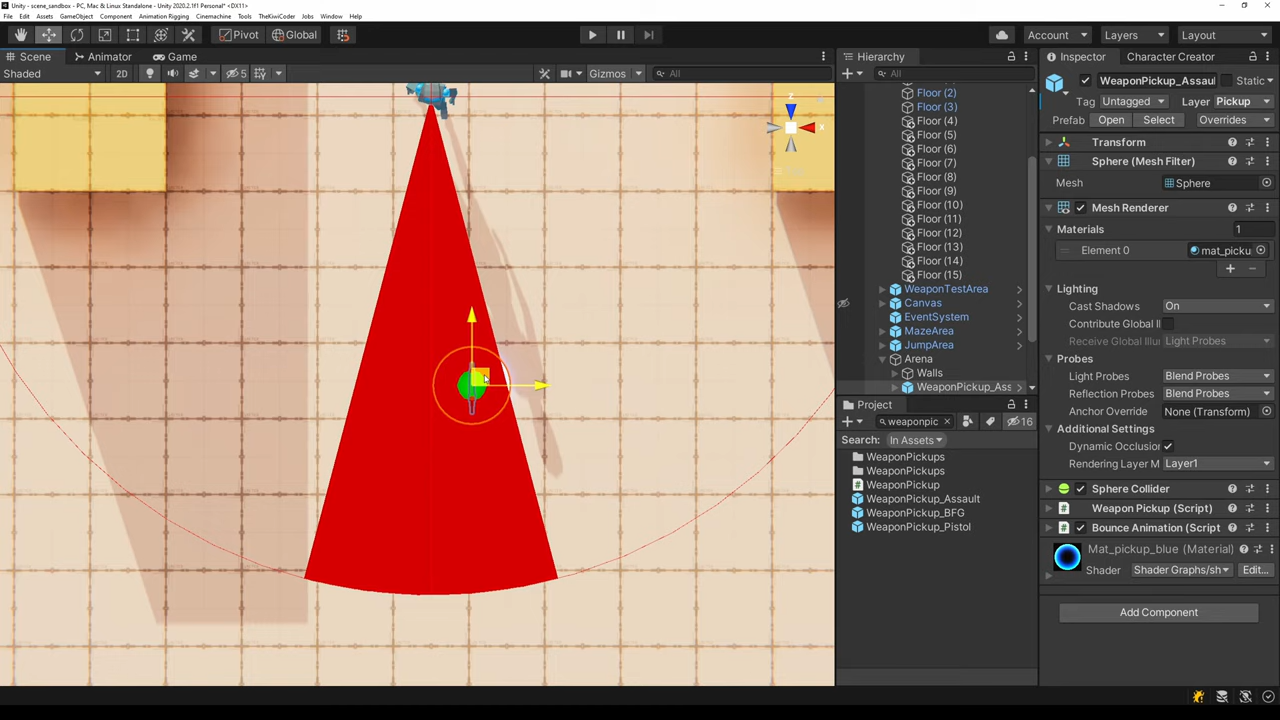 Unity - scene_sandbox - PC, Mac & Linux Standalone - Unity 2020.2.1f1 Personal* <DX11>
File Edit Assets GameObject Component Animation Rigging Cinemachine Tools TheKiwiCoder Jobs Window Help
Pivot Global Account Layers Layout
Scene Animator Game
Shaded 2D 5 Gizmos All
z
x
Hierarchy
All
Floor (2)
Floor (3)
Floor (4)
Floor (5)
Floor (6)
Floor (7)
Floor (8)
Floor (9)
Floor (10)
Floor (11)
Floor (12)
Floor (13)
Floor (14)
Floor (15)
WeaponTestArea
Canvas
EventSystem
MazeArea
JumpArea
Arena
Walls
WeaponPickup_Ass
Project
weaponpic 16
Search: In Assets
WeaponPickups
WeaponPickups
WeaponPickup
WeaponPickup_Assault
WeaponPickup_BFG
WeaponPickup_Pistol
Inspector Character Creator
WeaponPickup_Assaul Static
Tag Untagged Layer Pickup
Prefab Open Select Overrides
Transform
Sphere (Mesh Filter)
Mesh Sphere
Mesh Renderer
Materials 1
Element 0 mat_picku
Lighting
Cast Shadows On
Contribute Global I
Receive Global Illu Light Probes
Probes
Light Probes Blend Probes
Reflection Probes Blend Probes
Anchor Override None (Transform)
Additional Settings
Dynamic Occlusion
Rendering Layer M Layer1
Sphere Collider
Weapon Pickup (Script)
Bounce Animation (Script
Mat_pickup_blue (Material)
Shader Shader Graphs/sh Edit...
Add Component